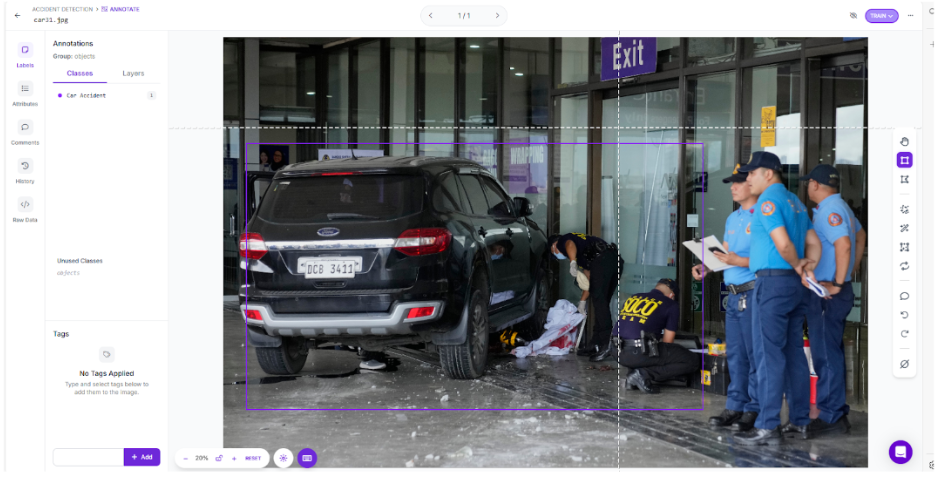 ACCIDENT DETECTION > ANNOTATE
car31.jpg
1 / 1
TRAIN
Labels
Attributes
Comments
History
Raw Data
Annotations
Group: objects
Classes
Layers
Car Accident
1
Unused Classes
objects
Tags
No Tags Applied
Type and select tags below to
add them to the image.
+ Add
- 20% + RESET
Exit
WRAPPING
Ford
DCB 3411
SOCO